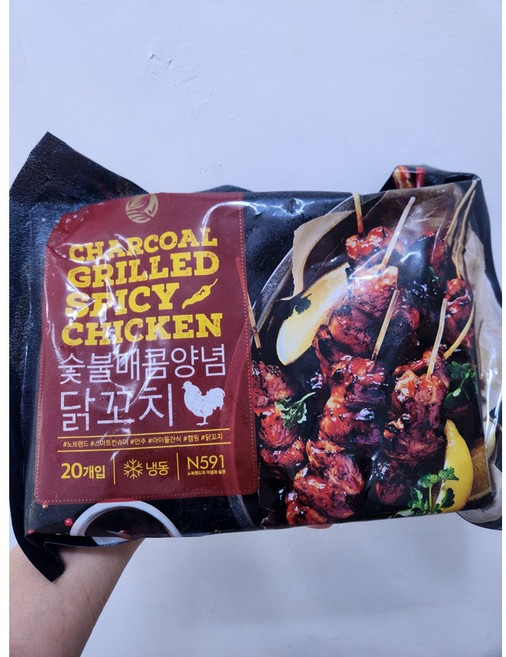 CHARCOAL
GRILLED
SPICY
CHICKEN
숯불매콤양념
닭꼬치
#노브랜드 #스마트컨슈머 #안주 #아이들간식 #캠핑 #닭꼬치
20개입 냉동 N591